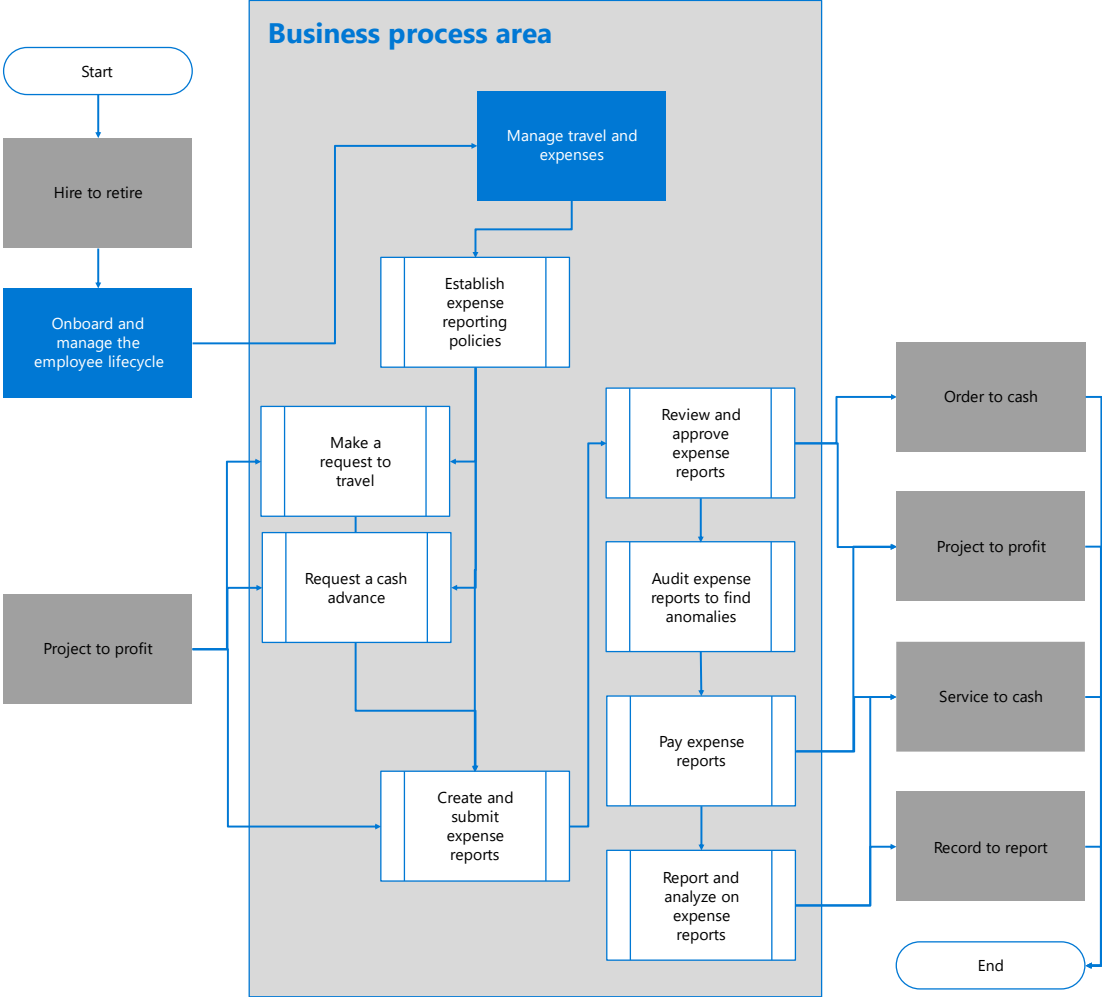 Business process area
Start
Hire to retire
Onboard and
manage the
employee lifecycle
Project to profit
Manage travel and
expenses
Establish
expense
reporting
policies
Make a
request to
travel
Request a cash
advance
Create and
submit
expense
reports
Review and
approve
expense
reports
Audit expense
reports to find
anomalies
Pay expense
reports
Report and
analyze on
expense
reports
Order to cash
Project to profit
Service to cash
Record to report
End